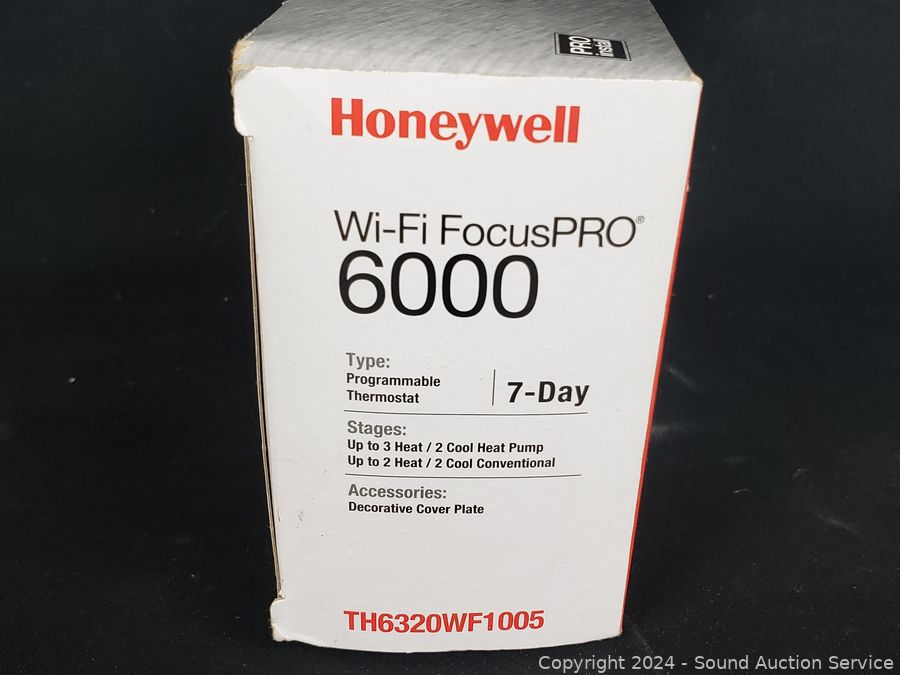 PRO
install
Honeywell
Wi-Fi FocusPRO®
6000
Type:
Programmable
Thermostat
7-Day
Stages:
Up to 3 Heat / 2 Cool Heat Pump
Up to 2 Heat / 2 Cool Conventional
Accessories:
Decorative Cover Plate
TH6320WF1005
Copyright 2024 - Sound Auction Service